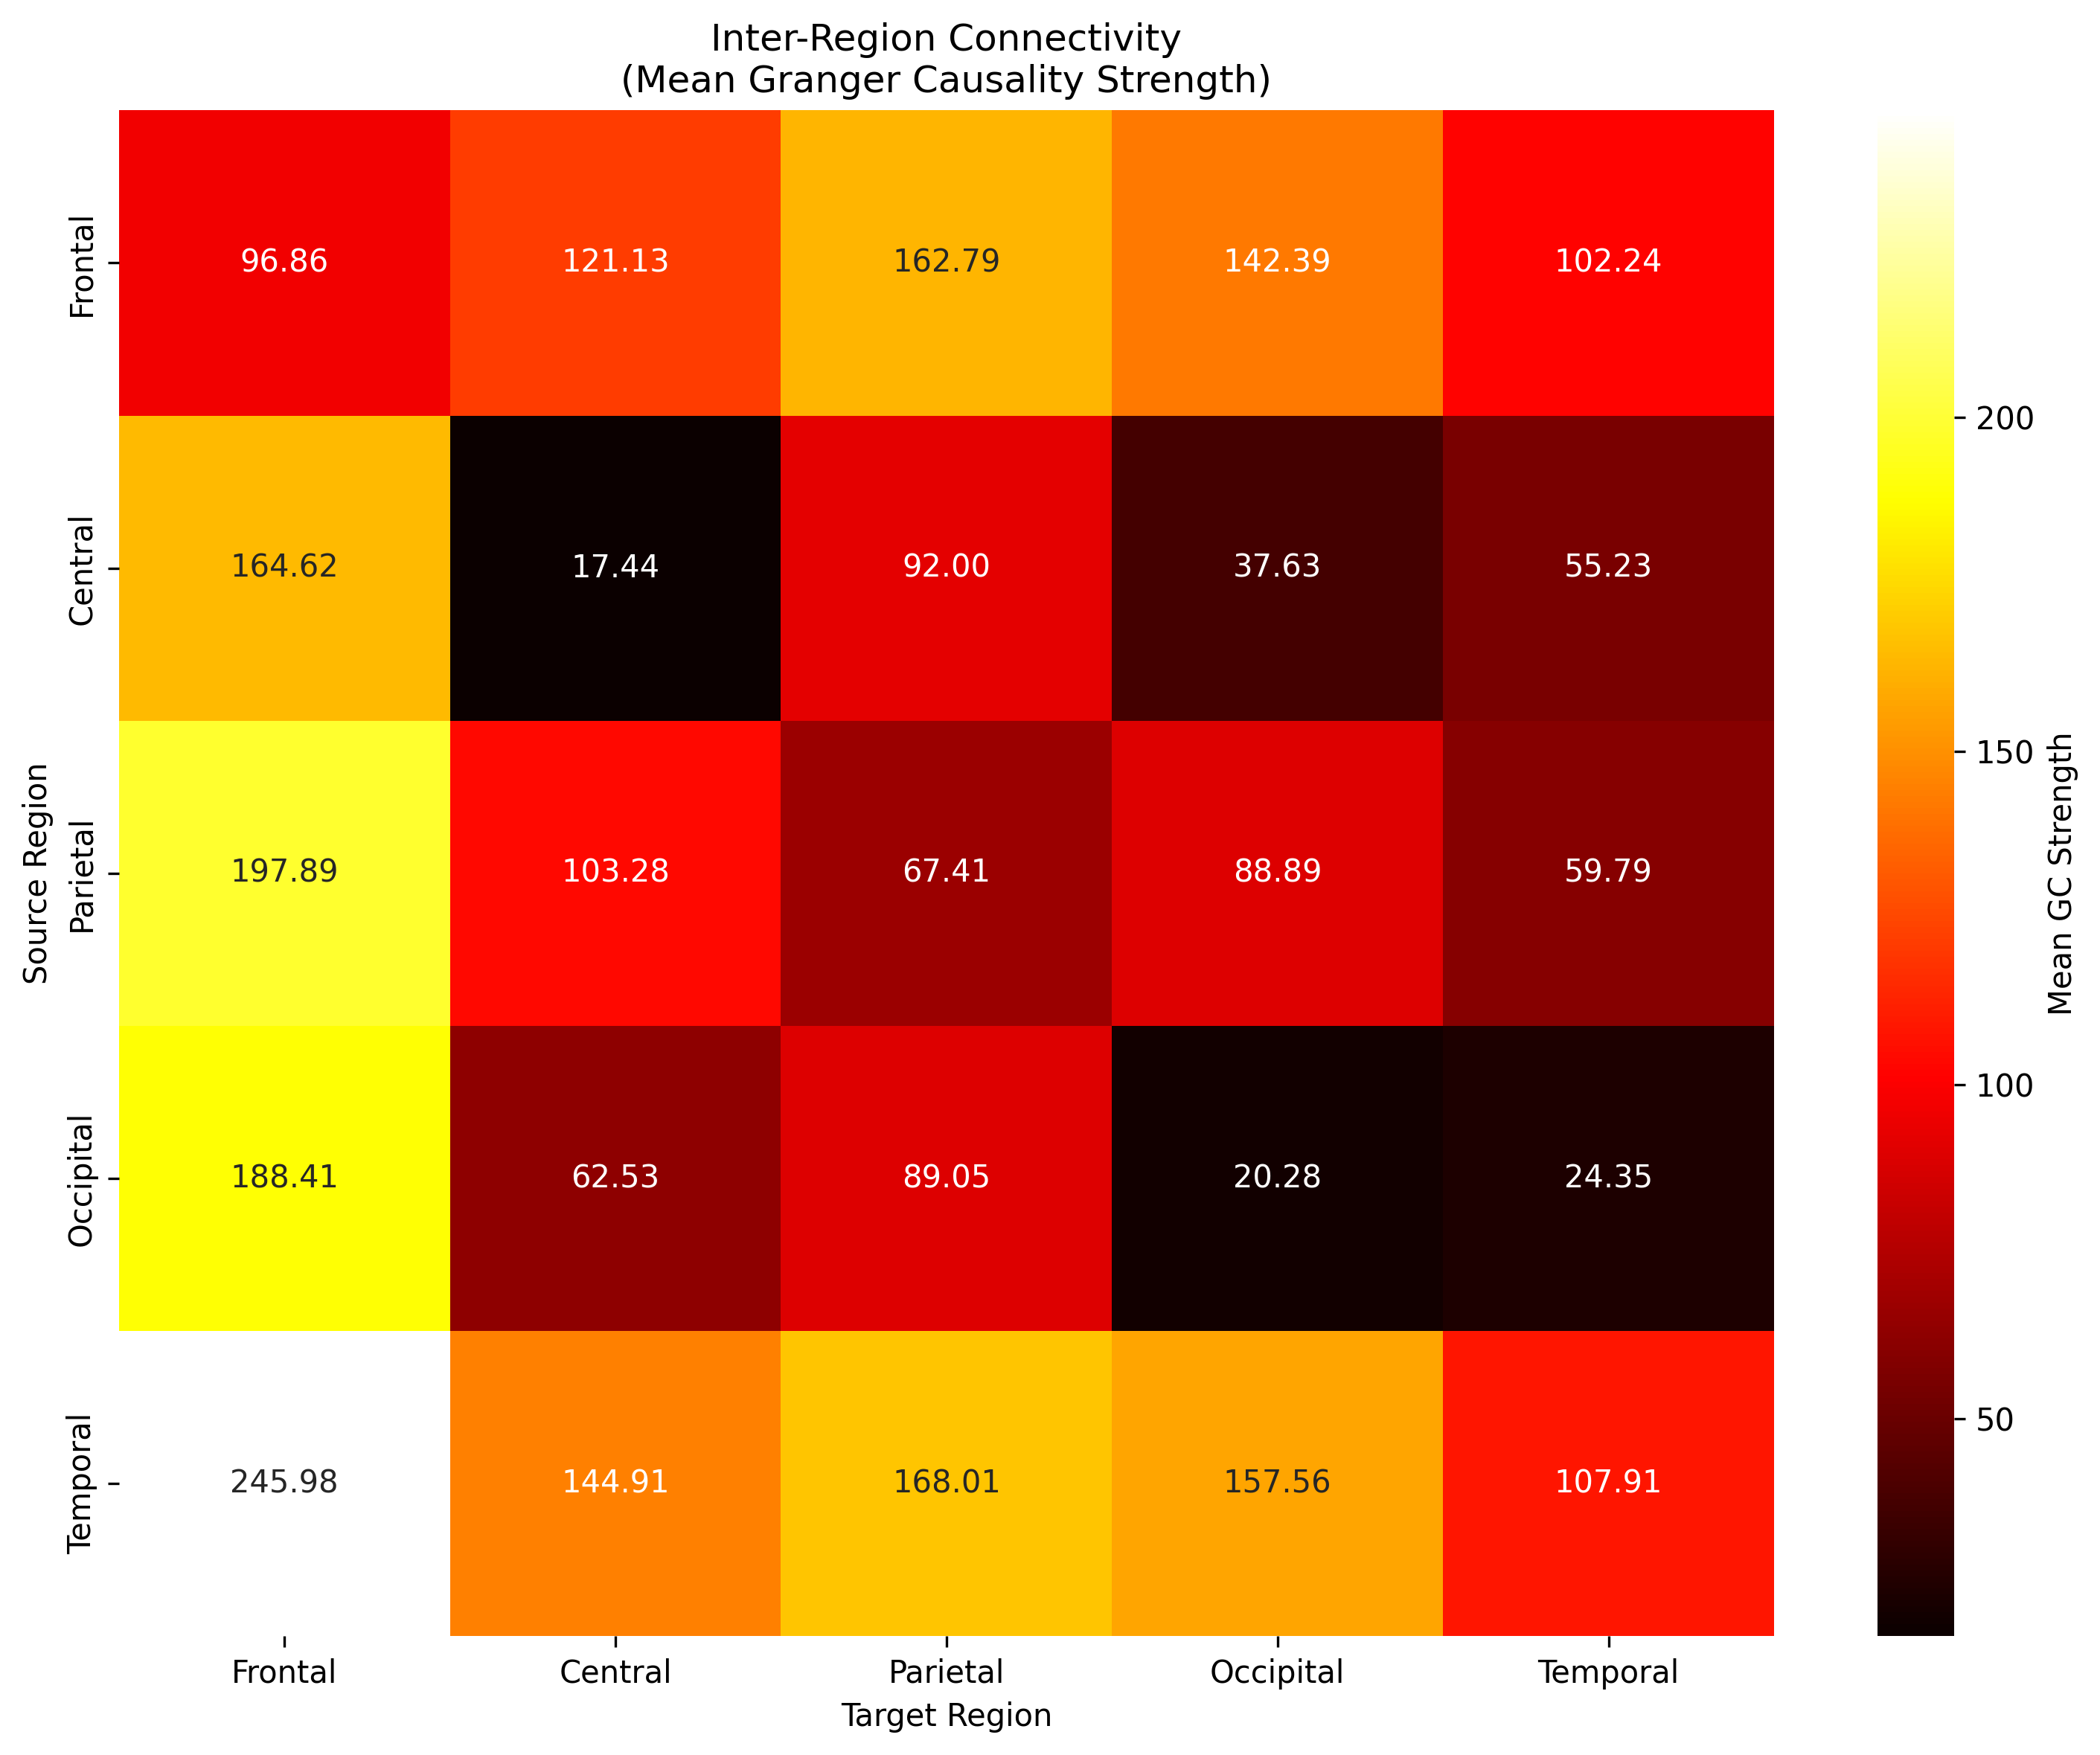 Inter-Region Connectivity
(Mean Granger Causality Strength)
Source Region
Frontal
96.86 121.13 162.79 142.39 102.24
Central
164.62 17.44 92.00 37.63 55.23
Parietal
197.89 103.28 67.41 88.89 59.79
Occipital
188.41 62.53 89.05 20.28 24.35
Temporal
245.98 144.91 168.01 157.56 107.91
Frontal Central Parietal Occipital Temporal
Target Region
200
150
100
50
Mean GC Strength